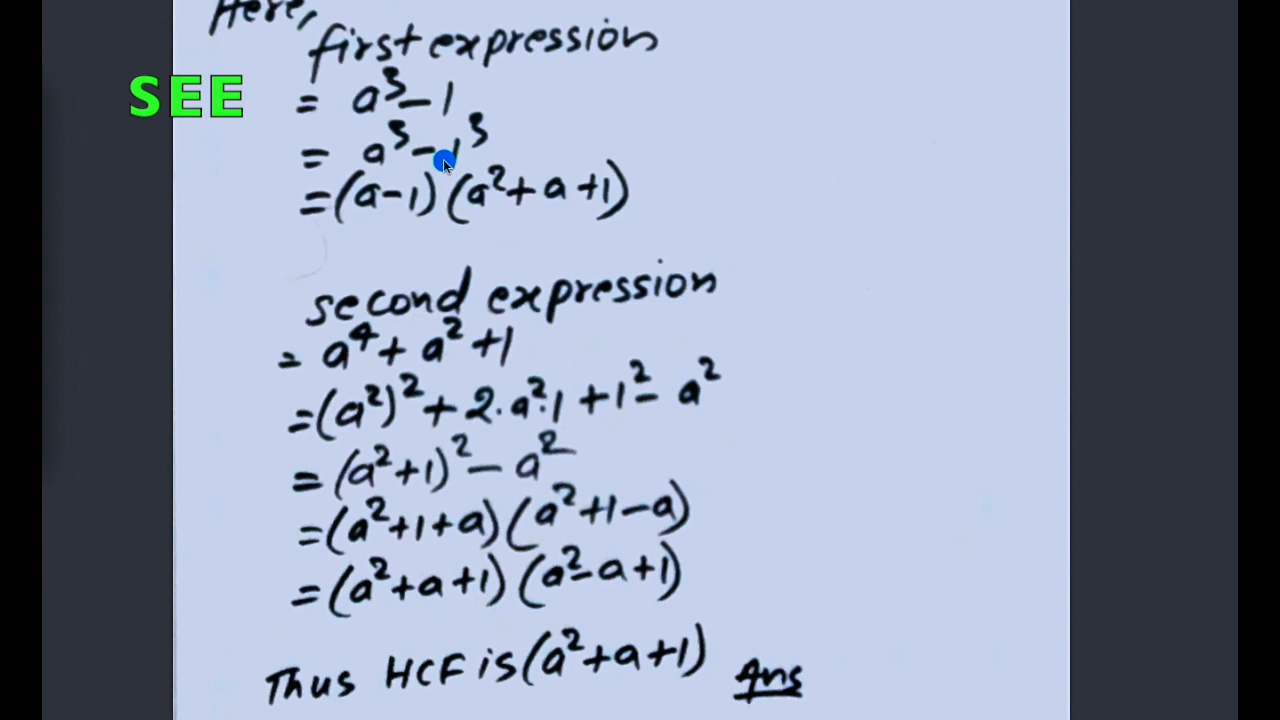 Here,
first expression
SEE
= a³-1
= a³-1³
=(a-1)(a²+a+1)
second expression
= a⁴+a²+1
=(a²)²+2.a².1+1²-a²
=(a²+1)²-a²
=(a²+1+a)(a²+1-a)
=(a²+a+1)(a²-a+1)
Thus HCF is (a²+a+1) Ans